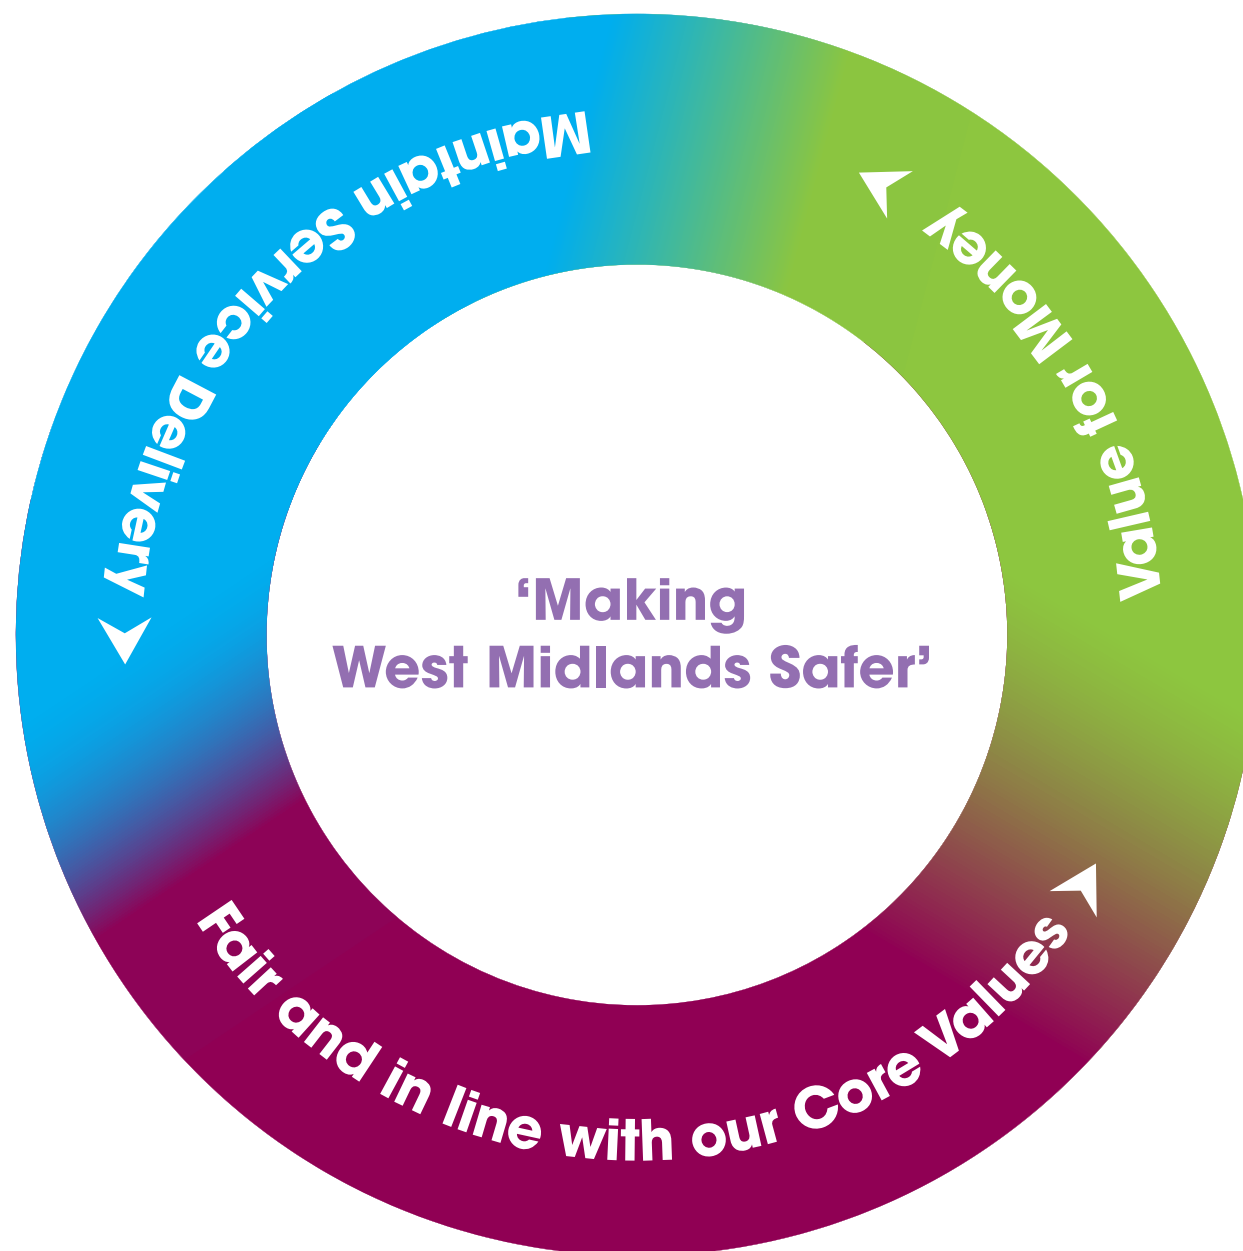 Maintain Service Delivery
Value for Money
‘Making
West Midlands Safer’
Fair and in line with our Core Values